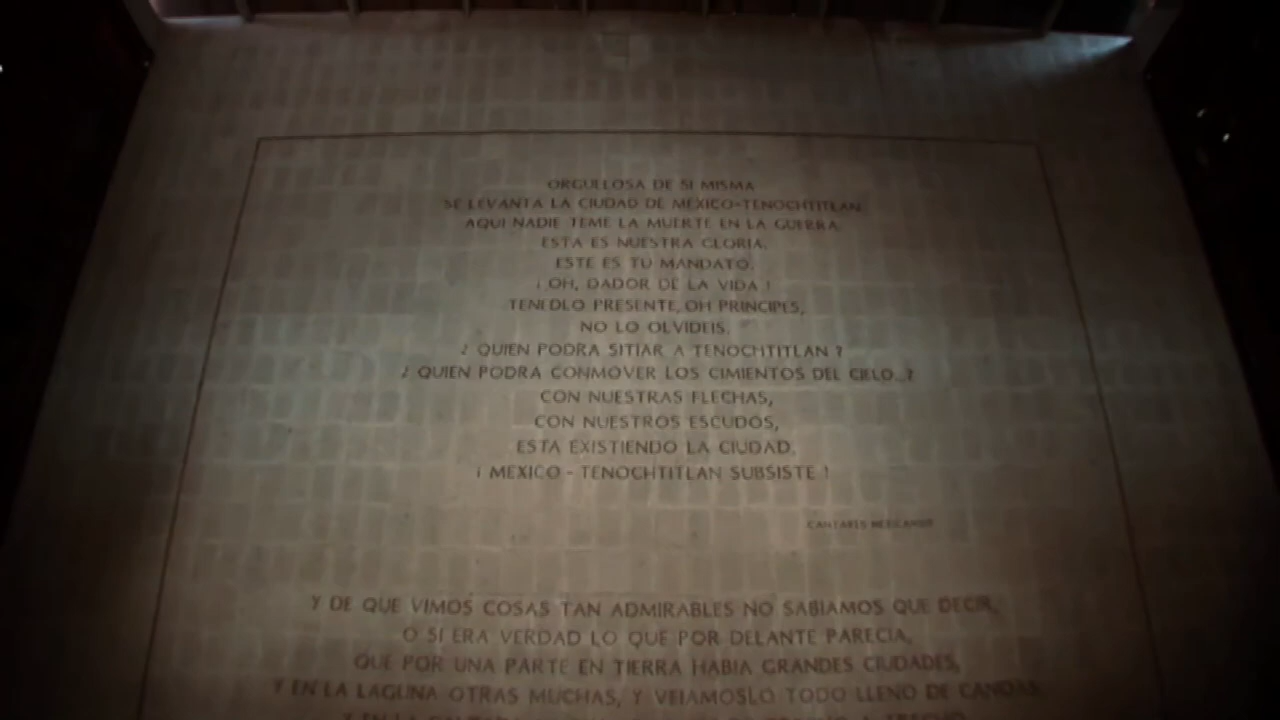 ORGULLOSA DE SI MISMA
SE LEVANTA LA CIUDAD DE MEXICO-TENOCHTITLAN.
AQUI NADIE TEME LA MUERTE EN LA GUERRA.
ESTA ES NUESTRA GLORIA.
ESTE ES TU MANDATO.
¡ OH, DADOR DE LA VIDA !
TENEDLO PRESENTE, OH PRINCIPES,
NO LO OLVIDEIS.
¿ QUIEN PODRA SITIAR A TENOCHTITLAN ?
¿ QUIEN PODRA CONMOVER LOS CIMIENTOS DEL CIELO..?
CON NUESTRAS FLECHAS,
CON NUESTROS ESCUDOS,
ESTA EXISTIENDO LA CIUDAD.
¡ MEXICO - TENOCHTITLAN SUBSISTE !
CANTARES MEXICANOS
Y DE QUE VIMOS COSAS TAN ADMIRABLES NO SABIAMOS QUE DECIR,
O SI ERA VERDAD LO QUE POR DELANTE PARECIA,
QUE POR UNA PARTE EN TIERRA HABIA GRANDES CIUDADES,
Y EN LA LAGUNA OTRAS MUCHAS, Y VEIAMOSLO TODO LLENO DE CANOAS
Y EN LA